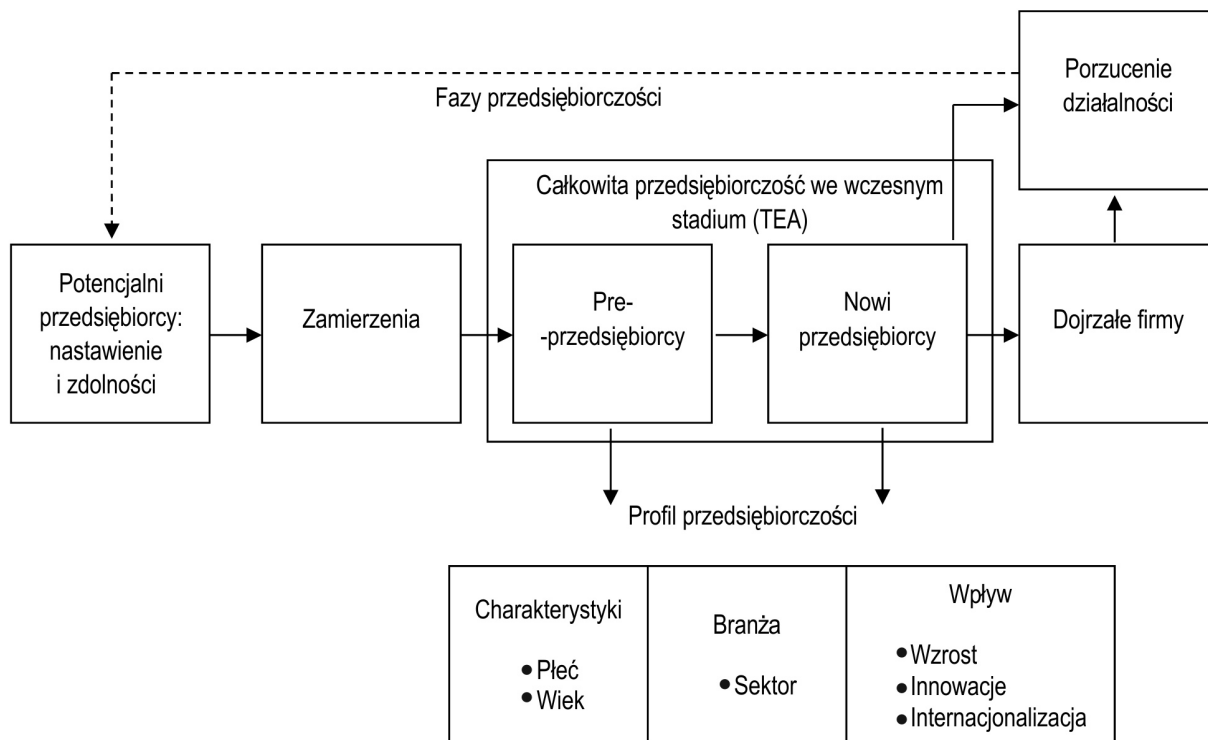 Porzucenie
działalności
Fazy przedsiębiorczości
Całkowita przedsiębiorczość we wczesnym
stadium (TEA)
Potencjalni
przedsiębiorcy:
nastawienie
i zdolności
Zamierzenia
Pre-
-przedsiębiorcy
Nowi
przedsiębiorcy
Dojrzałe firmy
Profil przedsiębiorczości
Charakterystyki
• Płeć
• Wiek
Branża
• Sektor
Wpływ
• Wzrost
• Innowacje
• Internacjonalizacja